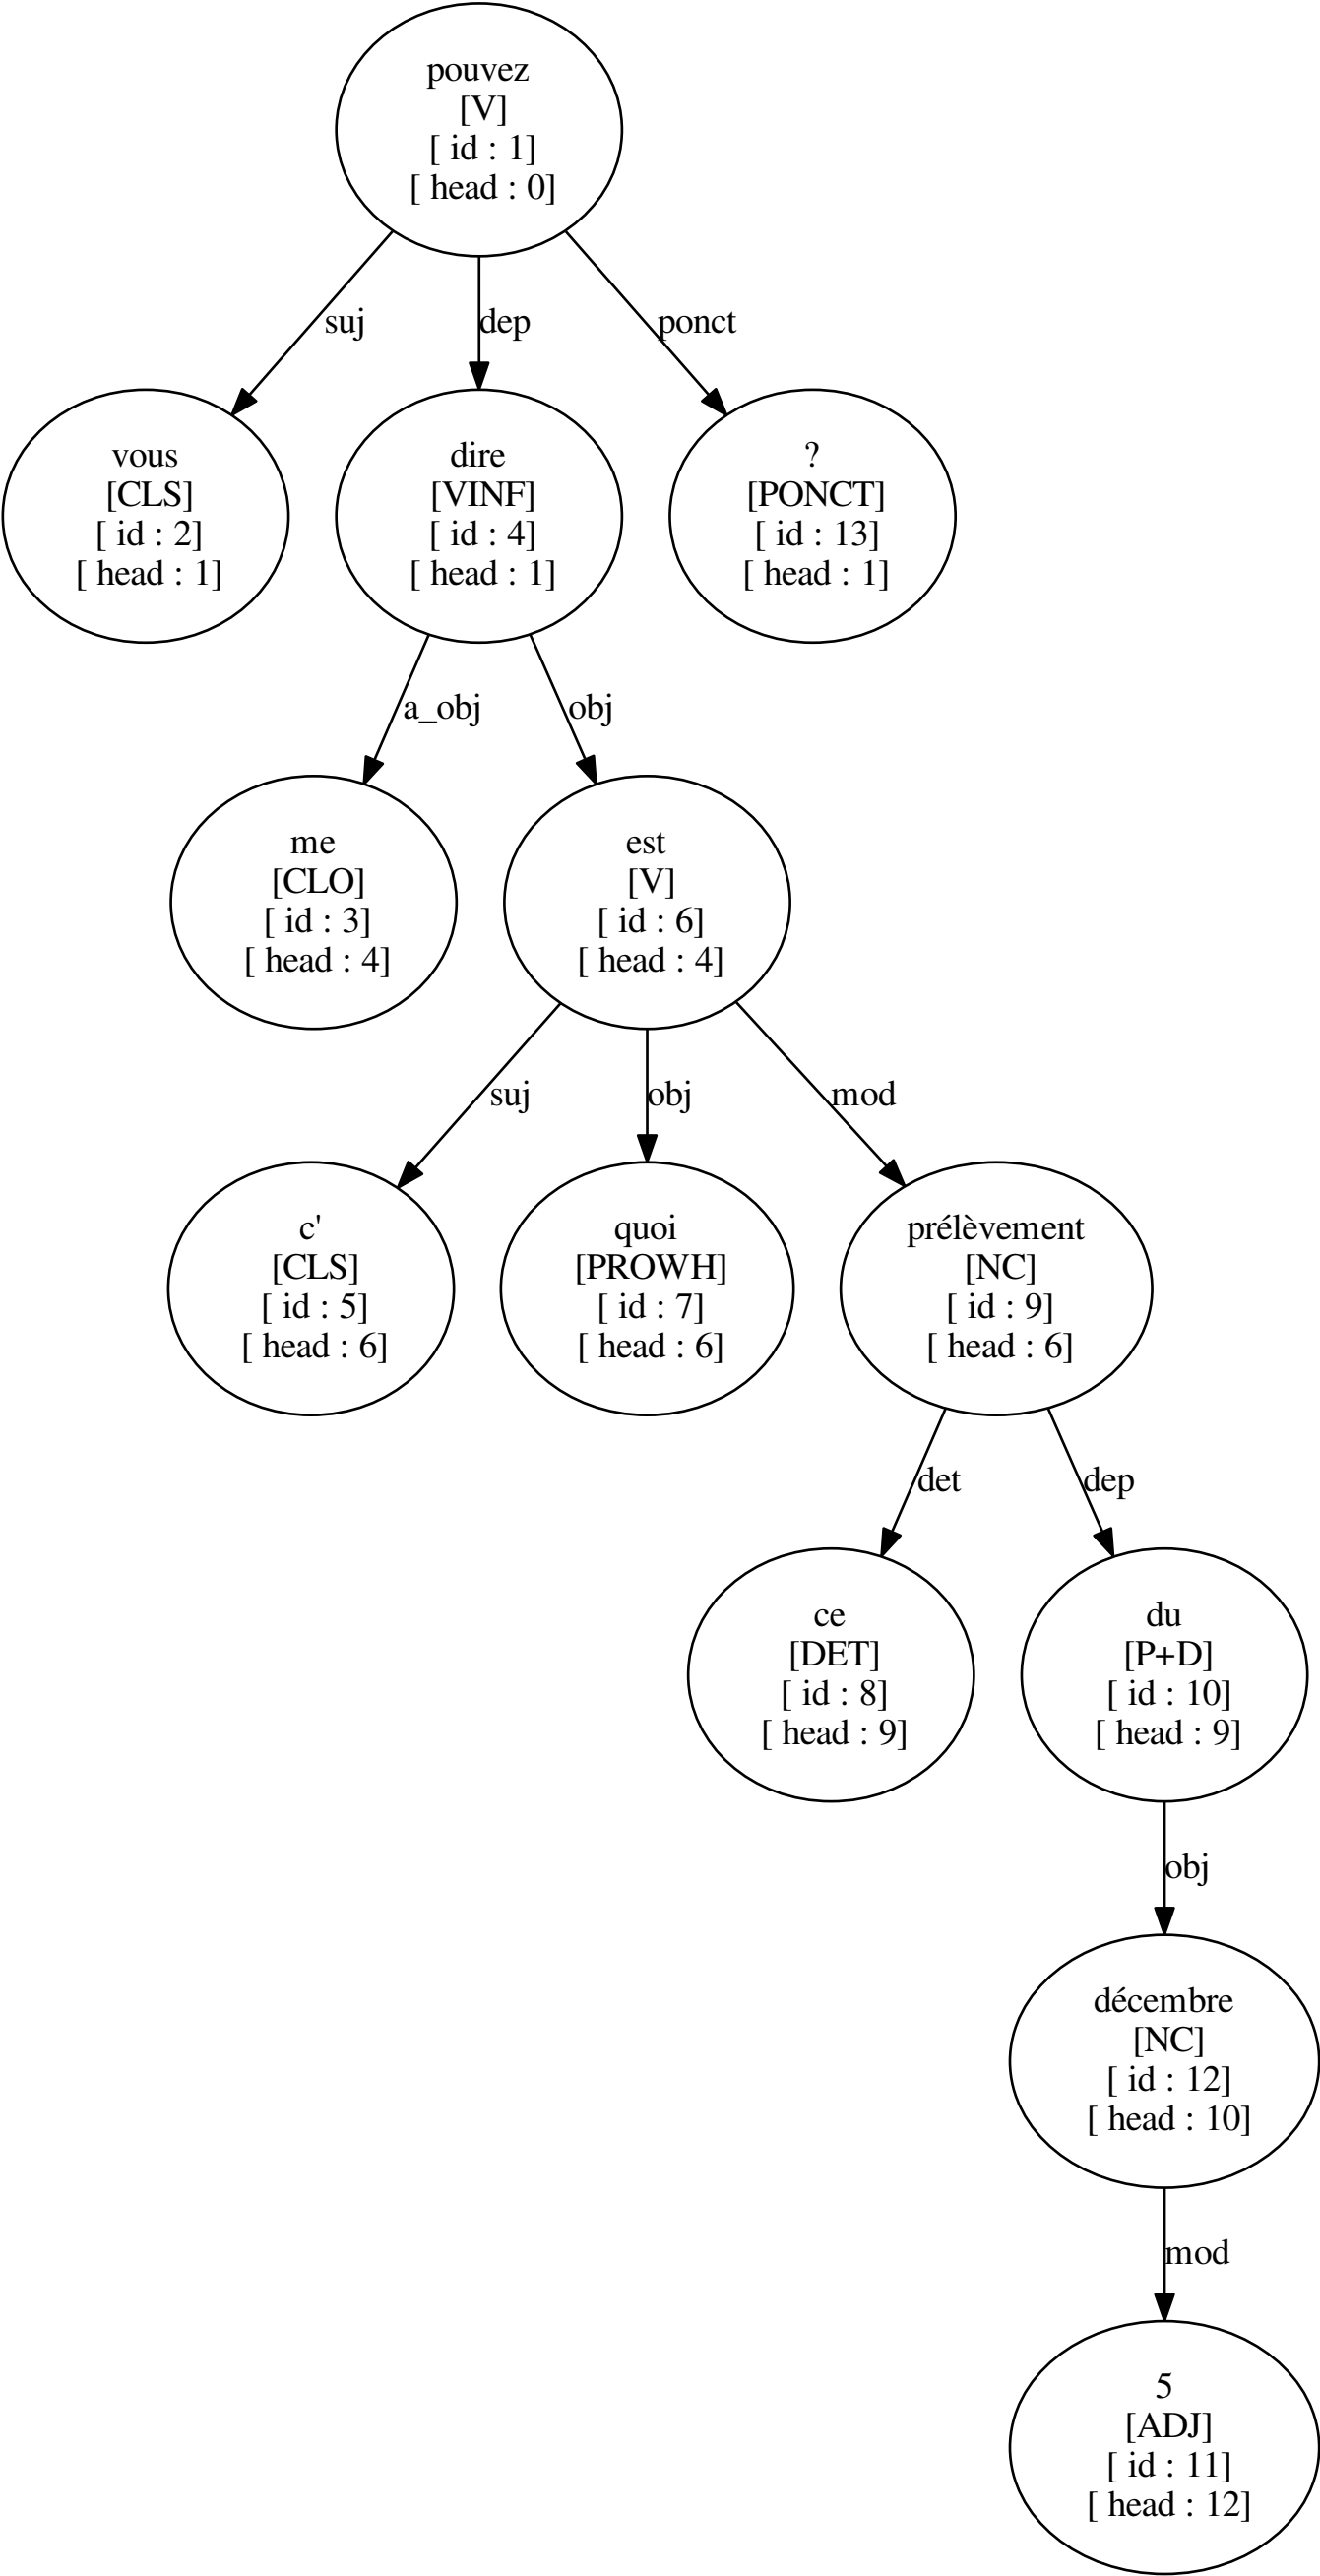 pouvez
[V]
[ id : 1]
[ head : 0]
suj
dep
ponct
vous
[CLS]
[ id : 2]
[ head : 1]
dire
[VINF]
[ id : 4]
[ head : 1]
?
[PONCT]
[ id : 13]
[ head : 1]
a_obj
obj
me
[CLO]
[ id : 3]
[ head : 4]
est
[V]
[ id : 6]
[ head : 4]
suj
obj
mod
c'
[CLS]
[ id : 5]
[ head : 6]
quoi
[PROWH]
[ id : 7]
[ head : 6]
prélèvement
[NC]
[ id : 9]
[ head : 6]
det
dep
ce
[DET]
[ id : 8]
[ head : 9]
du
[P+D]
[ id : 10]
[ head : 9]
obj
décembre
[NC]
[ id : 12]
[ head : 10]
mod
5
[ADJ]
[ id : 11]
[ head : 12]